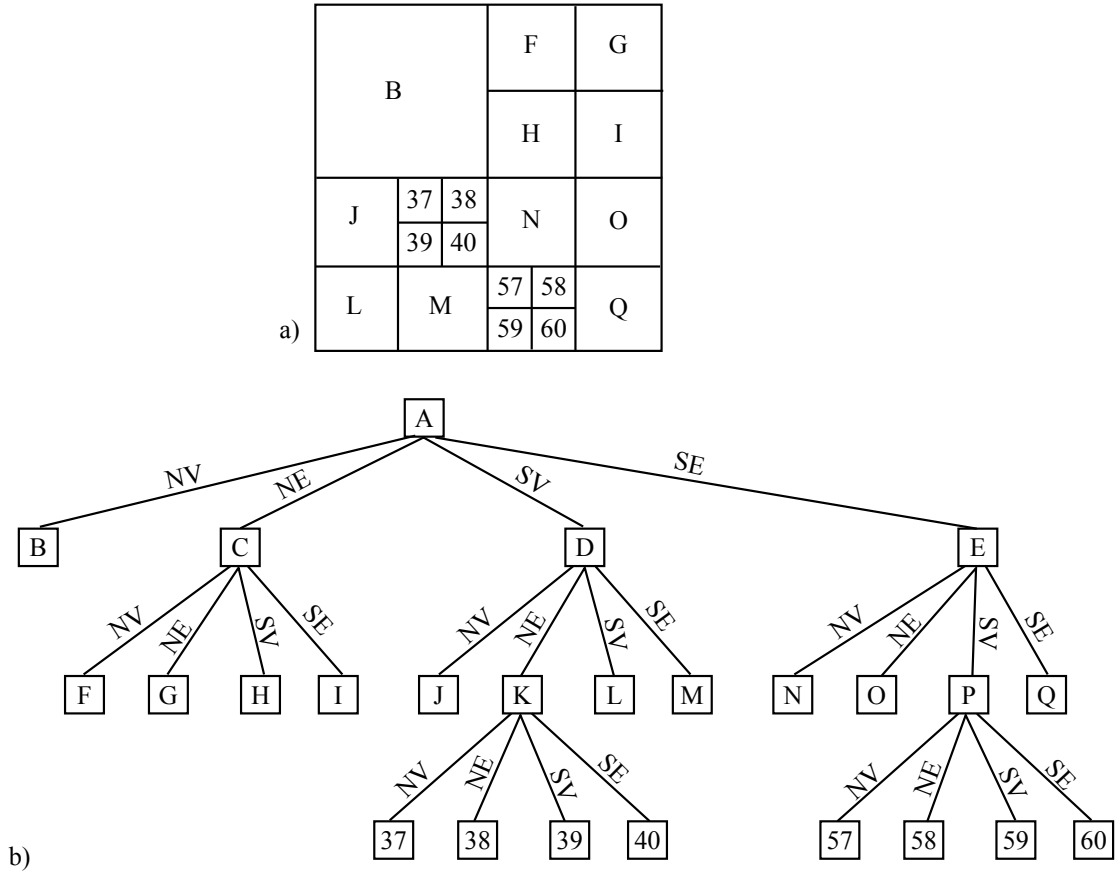 F G
B
H I
J 37 38 N O
39 40
L M 57 58 Q
59 60
a)
A
NV NE SV SE
B C D E
NV NE SV SE NV NE SV SE NV NE SV SE
F G H I J K L M N O P Q
NV NE SV SE NV NE SV SE
37 38 39 40 57 58 59 60
b)